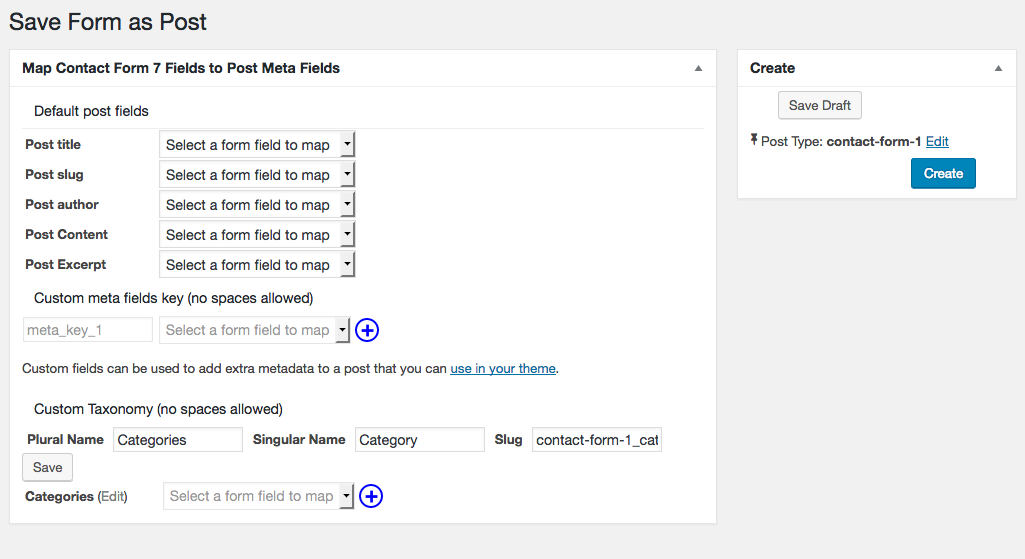 Save Form as Post
Map Contact Form 7 Fields to Post Meta Fields
Default post fields
Post title Select a form field to map
Post slug Select a form field to map
Post author Select a form field to map
Post Content Select a form field to map
Post Excerpt Select a form field to map
Custom meta fields key (no spaces allowed)
meta_key_1 Select a form field to map
Custom fields can be used to add extra metadata to a post that you can use in your theme.
Custom Taxonomy (no spaces allowed)
Plural Name Categories Singular Name Category Slug contact-form-1_cat
Save
Categories (Edit) Select a form field to map
Create
Save Draft
Post Type: contact-form-1 Edit
Create